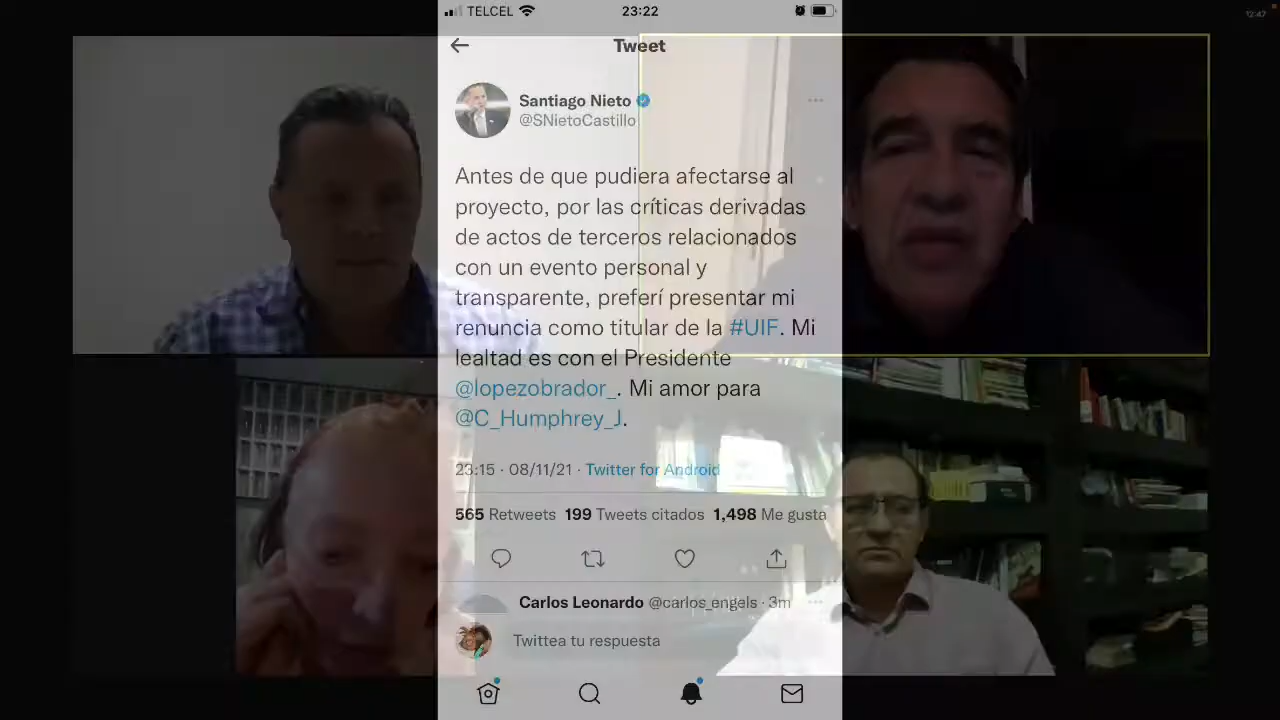 TELCEL
23:22
12:47
Tweet
Santiago Nieto
@SNietoCastillo
Antes de que pudiera afectarse al
proyecto, por las críticas derivadas
de actos de terceros relacionados
con un evento personal y
transparente, preferí presentar mi
renuncia como titular de la #UIF. Mi
lealtad es con el Presidente
@lopezobrador_. Mi amor para
@C_Humphrey_J.
23:15 · 08/11/21 · Twitter for Android
565 Retweets 199 Tweets citados 1,498 Me gusta
Carlos Leonardo @carlos_engels · 3m
Twittea tu respuesta